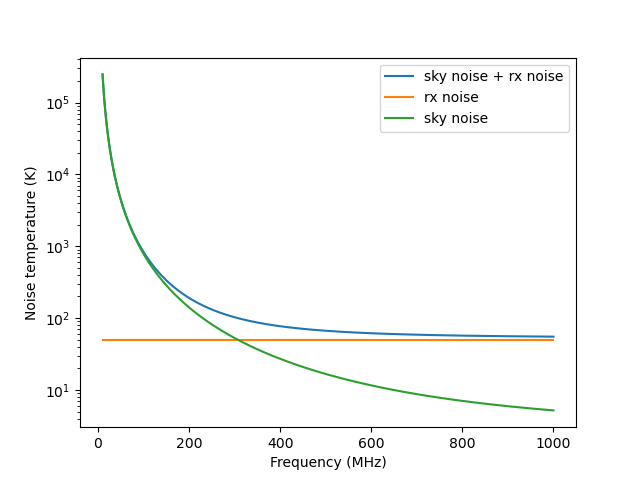 sky noise + rx noise
rx noise
sky noise
Noise temperature (K)
10^5
10^4
10^3
10^2
10^1
0 200 400 600 800 1000
Frequency (MHz)